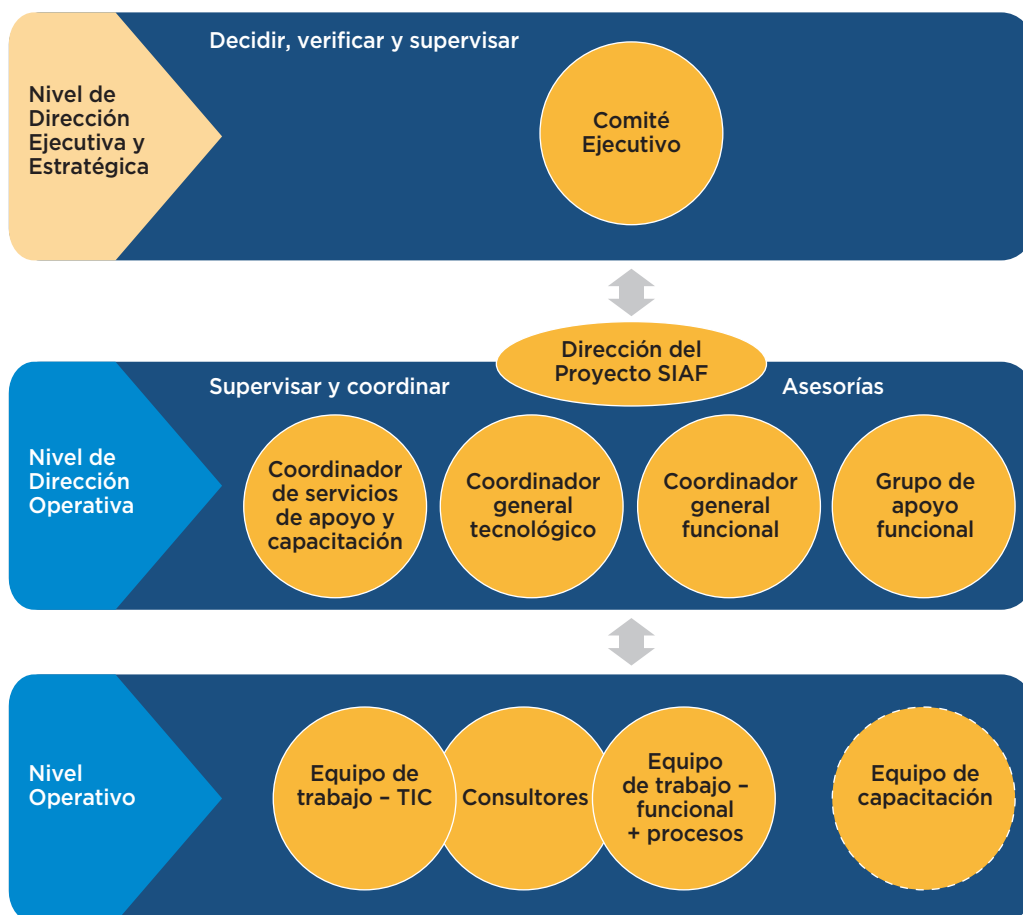 Decidir, verificar y supervisar
Nivel de
Dirección
Ejecutiva y
Estratégica
Comité
Ejecutivo
Dirección del
Proyecto SIAF
Supervisar y coordinar
Asesorías
Nivel de
Dirección
Operativa
Coordinador
de servicios
de apoyo y
capacitación
Coordinador
general
tecnológico
Coordinador
general
funcional
Grupo de
apoyo
funcional
Nivel
Operativo
Equipo de
trabajo – TIC
Consultores
Equipo
de trabajo –
funcional
+ procesos
Equipo de
capacitación